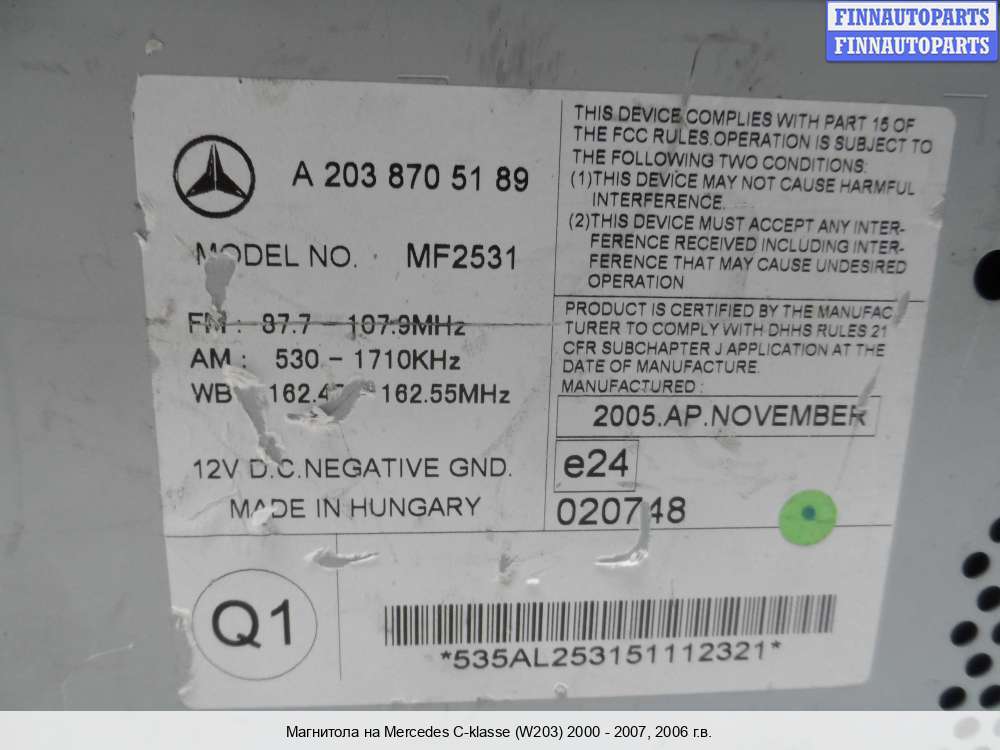 FINNAUTOPARTS
FINNAUTOPARTS
A 203 870 51 89
MODEL NO. MF2531
FM : 87.7 - 107.9MHz
AM : 530 - 1710KHz
WB 162.55MHz
12V D.C.NEGATIVE GND.
MADE IN HUNGARY
THIS DEVICE COMPLIES WITH PART 15 OF
THE FCC RULES.OPERATION IS SUBJECT TO
THE FOLLOWING TWO CONDITIONS:
(1)THIS DEVICE MAY NOT CAUSE HARMFUL
INTERFERENCE.
(2)THIS DEVICE MUST ACCEPT ANY INTER-
FERENCE RECEIVED INCLUDING INTER-
FERENCE THAT MAY CAUSE UNDESIRED
OPERATION
PRODUCT IS CERTIFIED BY THE MANUFAC
TURER TO COMPLY WITH DHHS RULES 21
CFR SUBCHAPTER J APPLICATION AT THE
DATE OF MANUFACTURE.
MANUFACTURED :
2005.AP.NOVEMBER
e24
020748
Q1
*535AL253151112321*
Магнитола на Mercedes C-klasse (W203) 2000 - 2007, 2006 г.в.